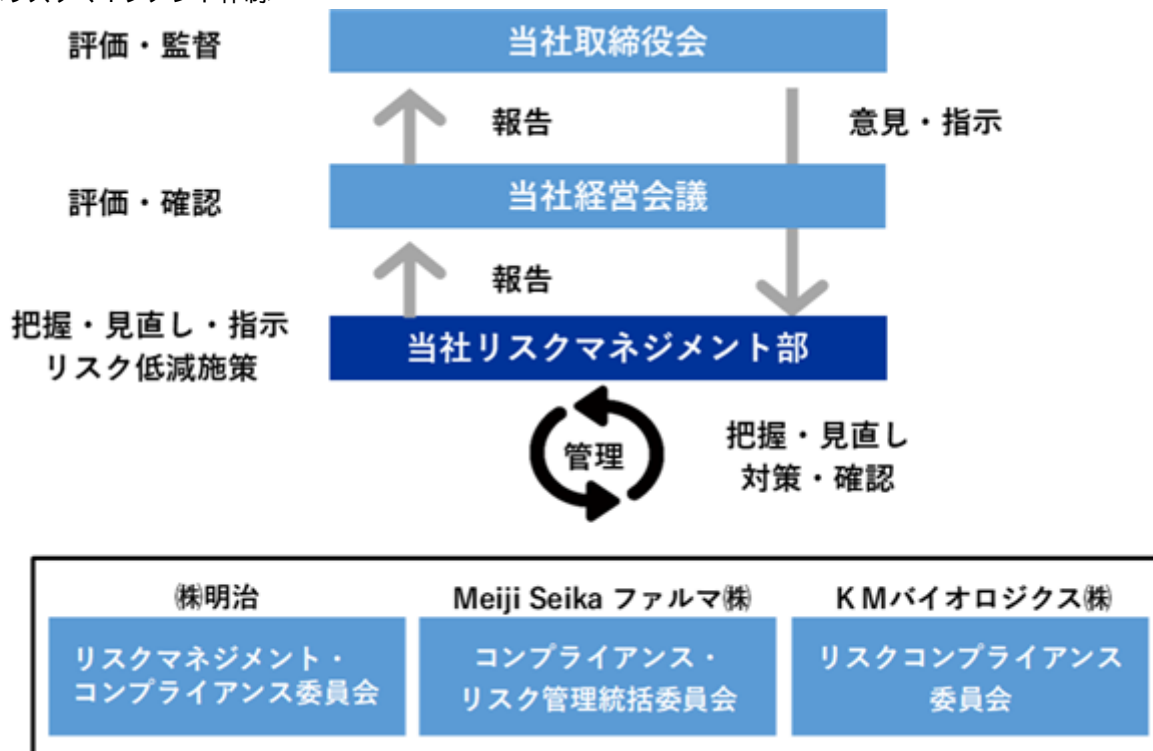 評価・監督
当社取締役会
報告
意見・指示
評価・確認
当社経営会議
報告
把握・見直し・指示
リスク低減施策
当社リスクマネジメント部
管理
把握・見直し
対策・確認
㈱明治
リスクマネジメント・
コンプライアンス委員会
Meiji Seika ファルマ㈱
コンプライアンス・
リスク管理統括委員会
KMバイオロジクス㈱
リスクコンプライアンス
委員会